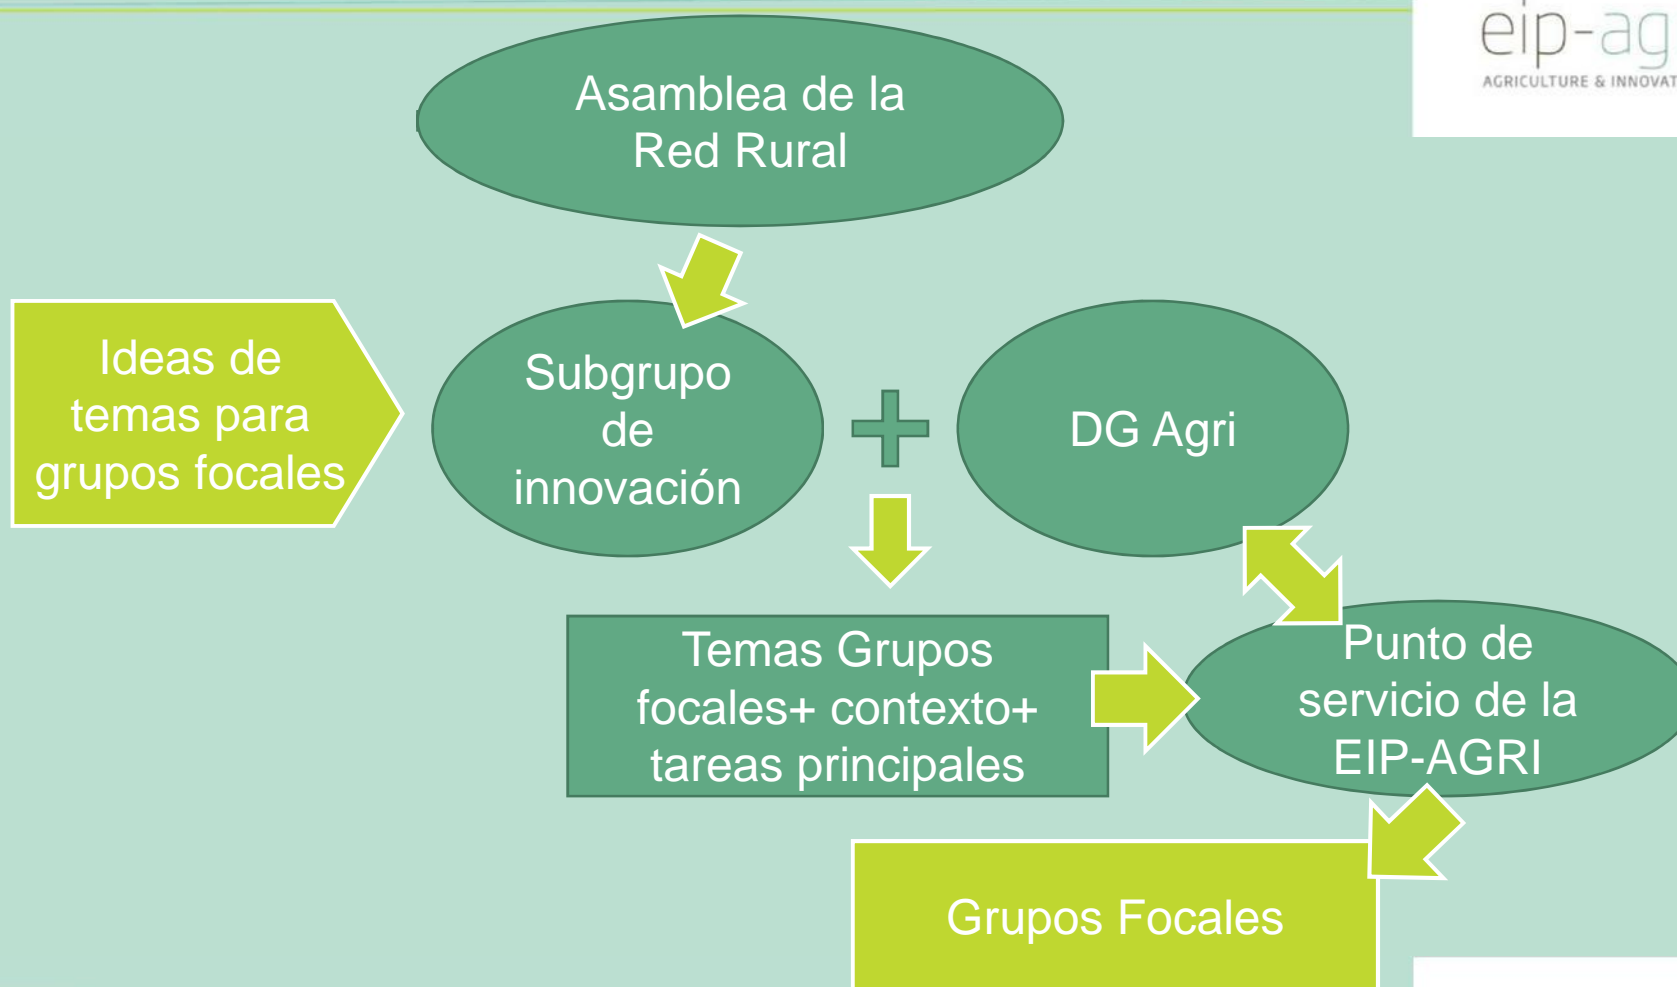 eip-ag
AGRICULTURE & INNOVAT
Asamblea de la
Red Rural
Ideas de
temas para
grupos focales
Subgrupo
de
innovación
DG Agri
Temas Grupos
focales+ contexto+
tareas principales
Punto de
servicio de la
EIP-AGRI
Grupos Focales